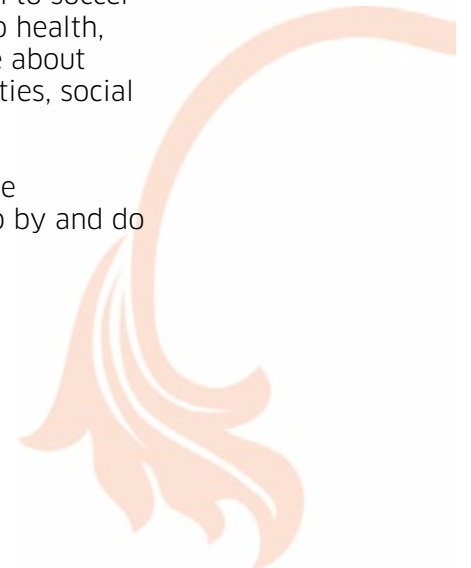 to soccer
health,
about
ties, social
by and do